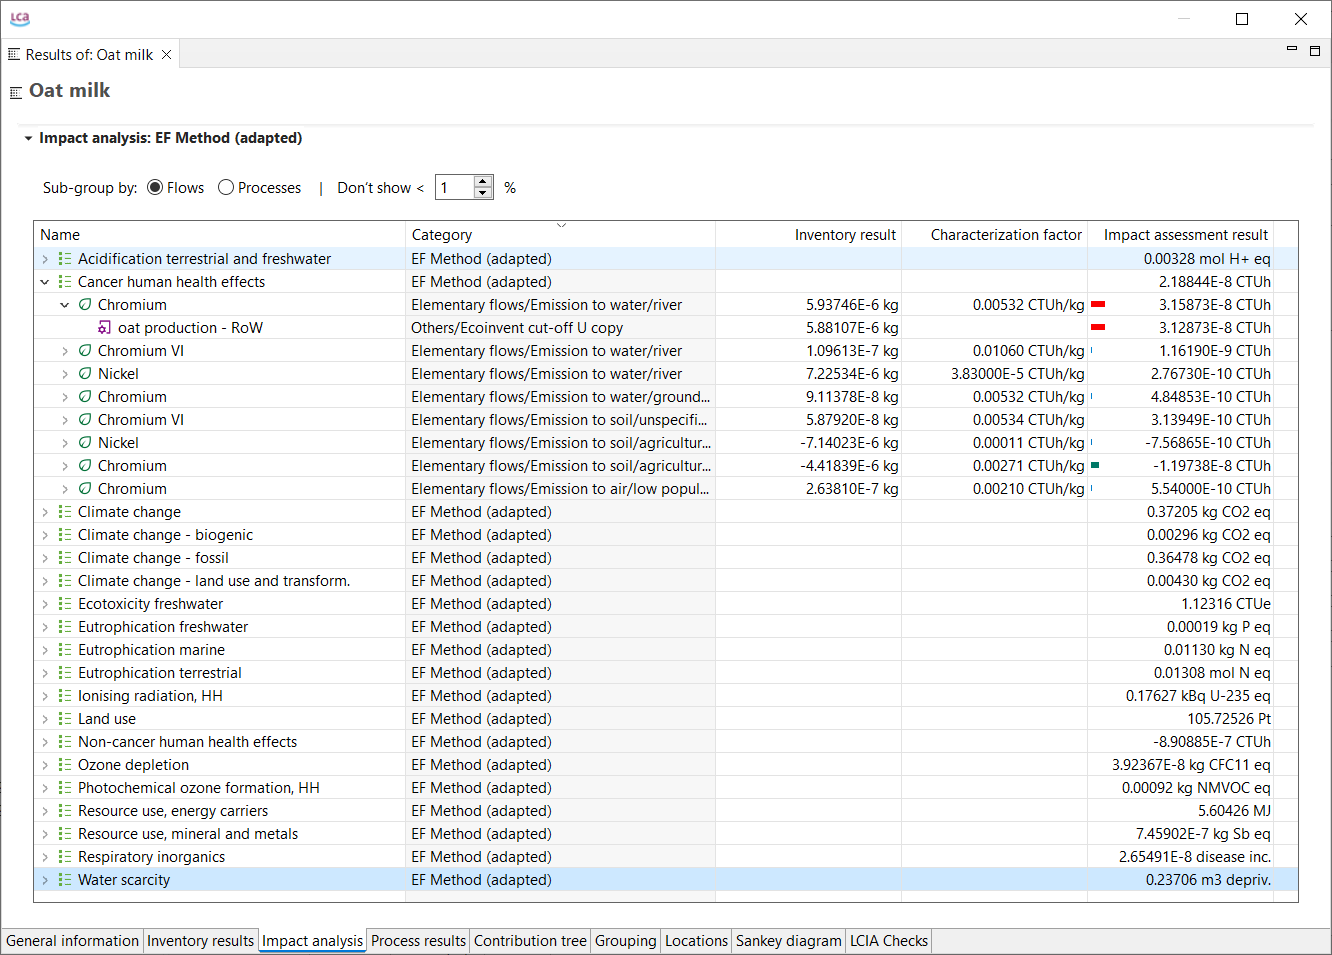 LCA
Results of: Oat milk
Oat milk
Impact analysis: EF Method (adapted)
Sub-group by: Flows Processes | Don't show < 1 %
Name Category Inventory result Characterization factor Impact assessment result
Acidification terrestrial and freshwater EF Method (adapted) 0.00328 mol H+ eq
Cancer human health effects EF Method (adapted) 2.18844E-8 CTUh
Chromium Elementary flows/Emission to water/river 5.93746E-6 kg 0.00532 CTUh/kg 3.15873E-8 CTUh
oat production - RoW Others/Ecoinvent cut-off U copy 5.88107E-6 kg 3.12873E-8 CTUh
Chromium VI Elementary flows/Emission to water/river 1.09613E-7 kg 0.01060 CTUh/kg 1.16190E-9 CTUh
Nickel Elementary flows/Emission to water/river 7.22534E-6 kg 3.83000E-5 CTUh/kg 2.76730E-10 CTUh
Chromium Elementary flows/Emission to water/ground... 9.11378E-8 kg 0.00532 CTUh/kg 4.84853E-10 CTUh
Chromium VI Elementary flows/Emission to soil/unspecifi... 5.87920E-8 kg 0.00534 CTUh/kg 3.13949E-10 CTUh
Nickel Elementary flows/Emission to soil/agricultur... -7.14023E-6 kg 0.00011 CTUh/kg -7.56865E-10 CTUh
Chromium Elementary flows/Emission to soil/agricultur... -4.41839E-6 kg 0.00271 CTUh/kg -1.19738E-8 CTUh
Chromium Elementary flows/Emission to air/low popul... 2.63810E-7 kg 0.00210 CTUh/kg 5.54000E-10 CTUh
Climate change EF Method (adapted) 0.37205 kg CO2 eq
Climate change - biogenic EF Method (adapted) 0.00296 kg CO2 eq
Climate change - fossil EF Method (adapted) 0.36478 kg CO2 eq
Climate change - land use and transform. EF Method (adapted) 0.00430 kg CO2 eq
Ecotoxicity freshwater EF Method (adapted) 1.12316 CTUe
Eutrophication freshwater EF Method (adapted) 0.00019 kg P eq
Eutrophication marine EF Method (adapted) 0.01130 kg N eq
Eutrophication terrestrial EF Method (adapted) 0.01308 mol N eq
Ionising radiation, HH EF Method (adapted) 0.17627 kBq U-235 eq
Land use EF Method (adapted) 105.72526 Pt
Non-cancer human health effects EF Method (adapted) -8.90885E-7 CTUh
Ozone depletion EF Method (adapted) 3.92367E-8 kg CFC11 eq
Photochemical ozone formation, HH EF Method (adapted) 0.00092 kg NMVOC eq
Resource use, energy carriers EF Method (adapted) 5.60426 MJ
Resource use, mineral and metals EF Method (adapted) 7.45902E-7 kg Sb eq
Respiratory inorganics EF Method (adapted) 2.65491E-8 disease inc.
Water scarcity EF Method (adapted) 0.23706 m3 depriv.
General information Inventory results Impact analysis Process results Contribution tree Grouping Locations Sankey diagram LCIA Checks